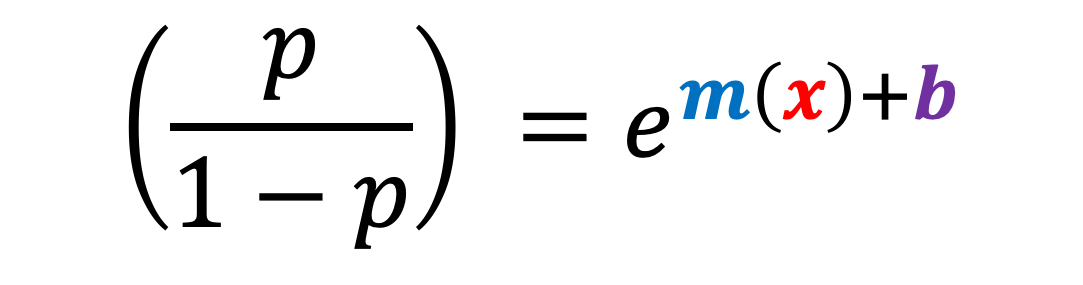 (p / 1 − p) = e^m(x)+b